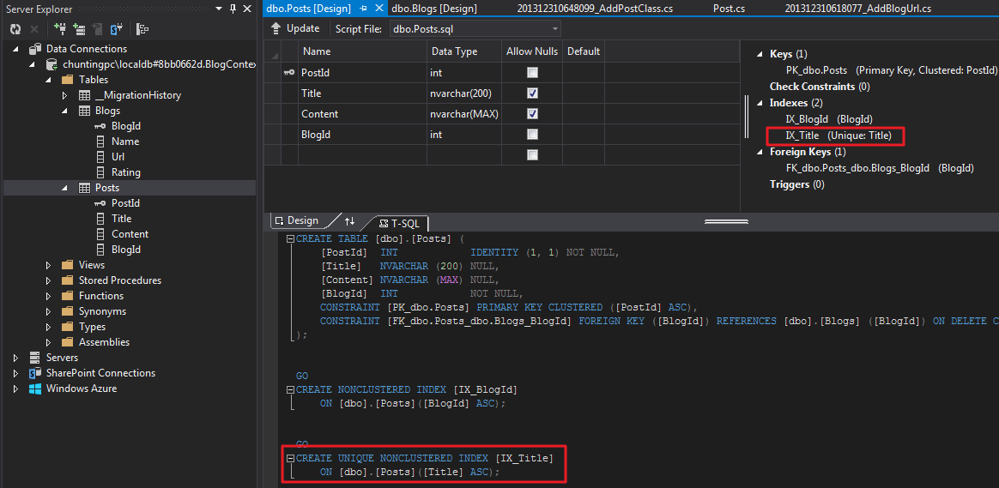 Server Explorer
Data Connections
chuntingpc\localdb#8bb0662d.BlogContex
Tables
__MigrationHistory
Blogs
BlogId
Name
Url
Rating
Posts
PostId
Title
Content
BlogId
Views
Stored Procedures
Functions
Synonyms
Types
Assemblies
Servers
SharePoint Connections
Windows Azure
dbo.Posts [Design] dbo.Blogs [Design] 201312310648099_AddPostClass.cs Post.cs 201312310618077_AddBlogUrl.cs
Update Script File: dbo.Posts.sql
Name Data Type Allow Nulls Default
PostId int
Title nvarchar(200)
Content nvarchar(MAX)
BlogId int
Keys (1)
PK_dbo.Posts (Primary Key, Clustered: PostId)
Check Constraints (0)
Indexes (2)
IX_BlogId (BlogId)
IX_Title (Unique: Title)
Foreign Keys (1)
FK_dbo.Posts_dbo.Blogs_BlogId (BlogId)
Triggers (0)
Design T-SQL
CREATE TABLE [dbo].[Posts] (
[PostId] INT IDENTITY (1, 1) NOT NULL,
[Title] NVARCHAR (200) NULL,
[Content] NVARCHAR (MAX) NULL,
[BlogId] INT NOT NULL,
CONSTRAINT [PK_dbo.Posts] PRIMARY KEY CLUSTERED ([PostId] ASC),
CONSTRAINT [FK_dbo.Posts_dbo.Blogs_BlogId] FOREIGN KEY ([BlogId]) REFERENCES [dbo].[Blogs] ([BlogId]) ON DELETE C
);
GO
CREATE NONCLUSTERED INDEX [IX_BlogId]
ON [dbo].[Posts]([BlogId] ASC);
GO
CREATE UNIQUE NONCLUSTERED INDEX [IX_Title]
ON [dbo].[Posts]([Title] ASC);